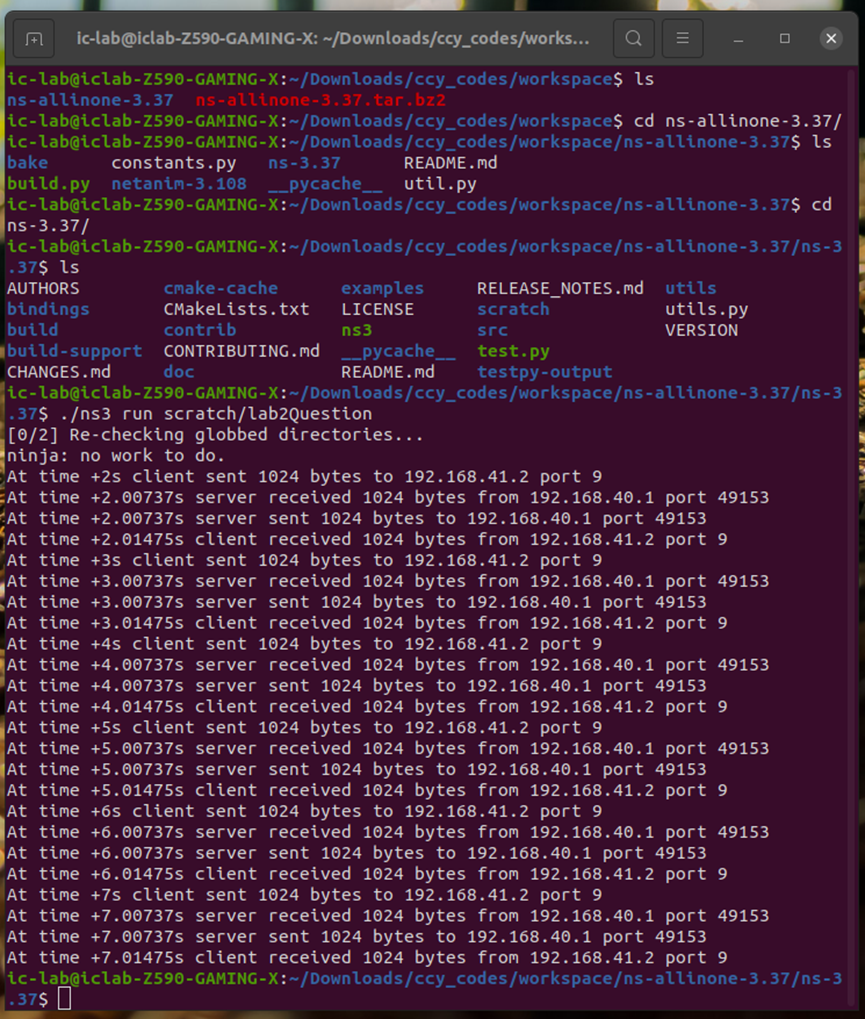 ic-lab@iclab-Z590-GAMING-X: ~/Downloads/ccy_codes/works...
ic-lab@iclab-Z590-GAMING-X:~/Downloads/ccy_codes/workspace$ ls
ns-allinone-3.37  ns-allinone-3.37.tar.bz2
ic-lab@iclab-Z590-GAMING-X:~/Downloads/ccy_codes/workspace$ cd ns-allinone-3.37/
ic-lab@iclab-Z590-GAMING-X:~/Downloads/ccy_codes/workspace/ns-allinone-3.37$ ls
bake      constants.py   ns-3.37      README.md
build.py  netanim-3.108  __pycache__  util.py
ic-lab@iclab-Z590-GAMING-X:~/Downloads/ccy_codes/workspace/ns-allinone-3.37$ cd
ns-3.37/
ic-lab@iclab-Z590-GAMING-X:~/Downloads/ccy_codes/workspace/ns-allinone-3.37/ns-3
.37$ ls
AUTHORS        cmake-cache      examples     RELEASE_NOTES.md  utils
bindings       CMakeLists.txt   LICENSE      scratch           utils.py
build          contrib          ns3          src               VERSION
build-support  CONTRIBUTING.md  __pycache__  test.py
CHANGES.md     doc              README.md    testpy-output
ic-lab@iclab-Z590-GAMING-X:~/Downloads/ccy_codes/workspace/ns-allinone-3.37/ns-3
.37$ ./ns3 run scratch/lab2Question
[0/2] Re-checking globbed directories...
ninja: no work to do.
At time +2s client sent 1024 bytes to 192.168.41.2 port 9
At time +2.00737s server received 1024 bytes from 192.168.40.1 port 49153
At time +2.00737s server sent 1024 bytes to 192.168.40.1 port 49153
At time +2.01475s client received 1024 bytes from 192.168.41.2 port 9
At time +3s client sent 1024 bytes to 192.168.41.2 port 9
At time +3.00737s server received 1024 bytes from 192.168.40.1 port 49153
At time +3.00737s server sent 1024 bytes to 192.168.40.1 port 49153
At time +3.01475s client received 1024 bytes from 192.168.41.2 port 9
At time +4s client sent 1024 bytes to 192.168.41.2 port 9
At time +4.00737s server received 1024 bytes from 192.168.40.1 port 49153
At time +4.00737s server sent 1024 bytes to 192.168.40.1 port 49153
At time +4.01475s client received 1024 bytes from 192.168.41.2 port 9
At time +5s client sent 1024 bytes to 192.168.41.2 port 9
At time +5.00737s server received 1024 bytes from 192.168.40.1 port 49153
At time +5.00737s server sent 1024 bytes to 192.168.40.1 port 49153
At time +5.01475s client received 1024 bytes from 192.168.41.2 port 9
At time +6s client sent 1024 bytes to 192.168.41.2 port 9
At time +6.00737s server received 1024 bytes from 192.168.40.1 port 49153
At time +6.00737s server sent 1024 bytes to 192.168.40.1 port 49153
At time +6.01475s client received 1024 bytes from 192.168.41.2 port 9
At time +7s client sent 1024 bytes to 192.168.41.2 port 9
At time +7.00737s server received 1024 bytes from 192.168.40.1 port 49153
At time +7.00737s server sent 1024 bytes to 192.168.40.1 port 49153
At time +7.01475s client received 1024 bytes from 192.168.41.2 port 9
ic-lab@iclab-Z590-GAMING-X:~/Downloads/ccy_codes/workspace/ns-allinone-3.37/ns-3
.37$